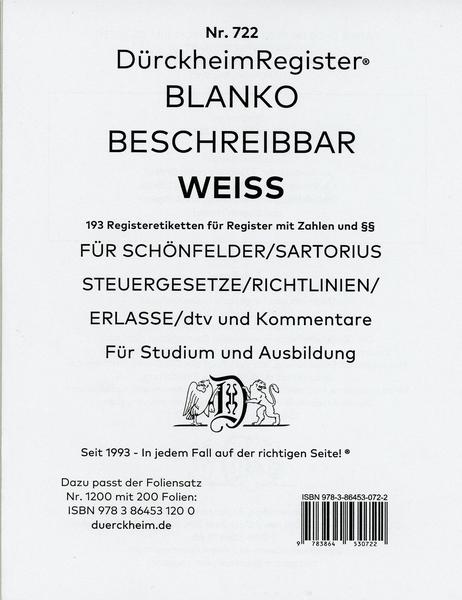 Nr. 722
DürckheimRegister®
BLANKO
BESCHREIBBAR
WEISS
193 Registeretiketten für Register mit Zahlen und §§
FÜR SCHÖNFELDER/SARTORIUS
STEUERGESETZE/RICHTLINIEN/
ERLASSE/dtv und Kommentare
Für Studium und Ausbildung
D
Seit 1993 - In jedem Fall auf der richtigen Seite! ®
Dazu passt der Foliensatz
Nr. 1200 mit 200 Folien:
ISBN 978 3 86453 120 0
duerckheim.de
ISBN 978-3-86453-072-2
9 783864 530722